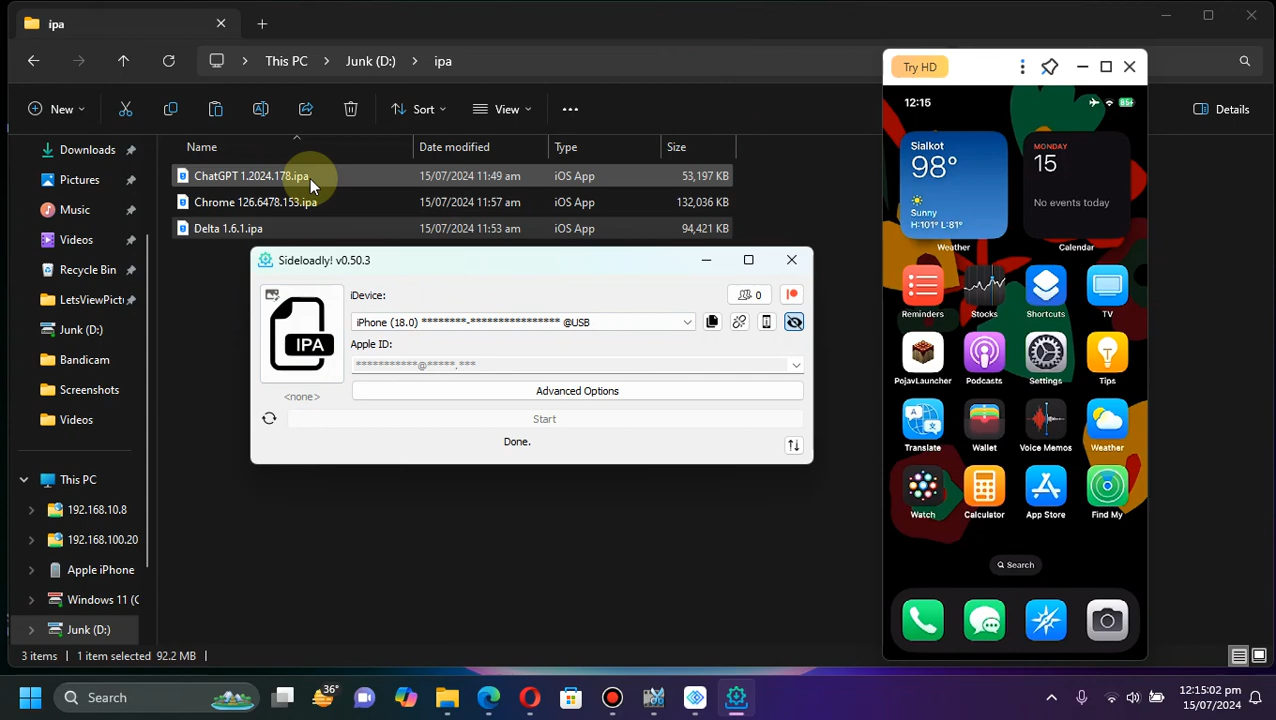 ipa
This PC
Junk (D:)
ipa
New
Sort
View
Details
Downloads
Pictures
Music
Videos
Recycle Bin
LetsViewPict
Junk (D:)
Bandicam
Screenshots
Videos
This PC
192.168.10.8
192.168.100.20
Apple iPhone
Windows 11 (C
Junk (D:)
Name Date modified Type Size
ChatGPT 1.2024.178.ipa 15/07/2024 11:49 am iOS App 53,197 KB
Chrome 126.6478.153.ipa 15/07/2024 11:57 am iOS App 132,036 KB
Delta 1.6.1.ipa 15/07/2024 11:53 am iOS App 94,421 KB
Sideloadly! v0.50.3
IPA
<none>
iDevice:
0
iPhone (18.0) ********-**************** @USB
Apple ID:
***********@*****.***
Advanced Options
Start
Done.
Try HD
12:15
85+
Sialkot
98°
Sunny
H:101° L:81°
Weather
MONDAY
15
No events today
Calendar
Reminders Stocks Shortcuts TV
PojavLauncher Podcasts Settings Tips
Translate Wallet Voice Memos Weather
Watch Calculator App Store Find My
Search
3 items 1 item selected 92.2 MB
Search
36°
12:15:02 pm
15/07/2024